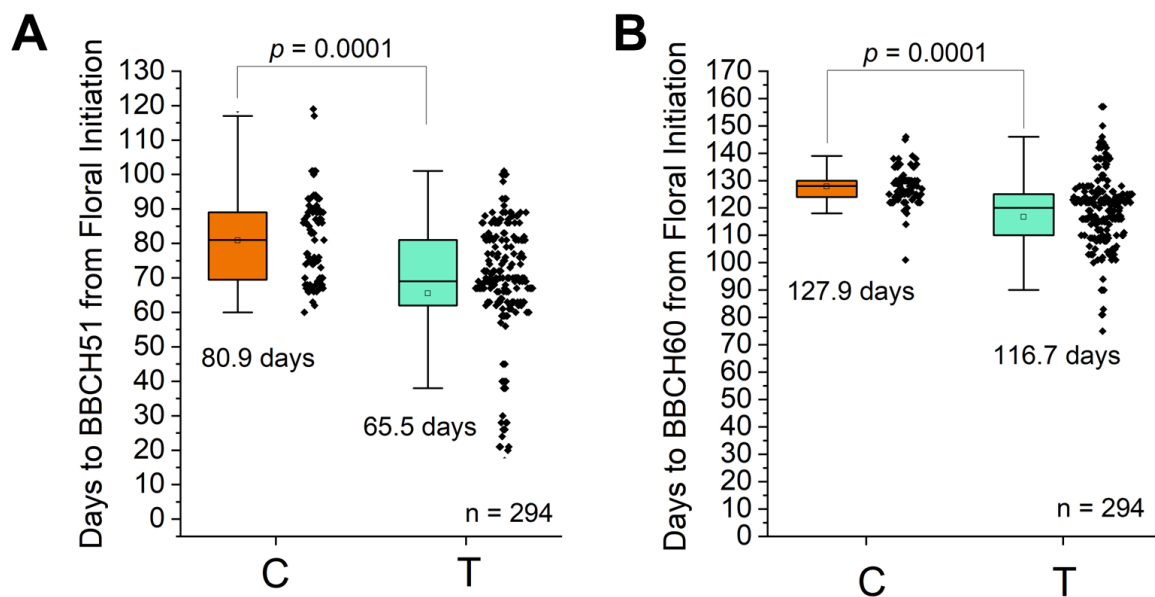 A
Days to BBCH51 from Floral Initiation
p = 0.0001
130
120
110
100
90
80
70
60
50
40
30
20
10
0
80.9 days
65.5 days
n = 294
C
T
B
Days to BBCH60 from Floral Initiation
p = 0.0001
170
160
150
140
130
120
110
100
90
80
70
60
50
40
30
20
10
0
127.9 days
116.7 days
n = 294
C
T